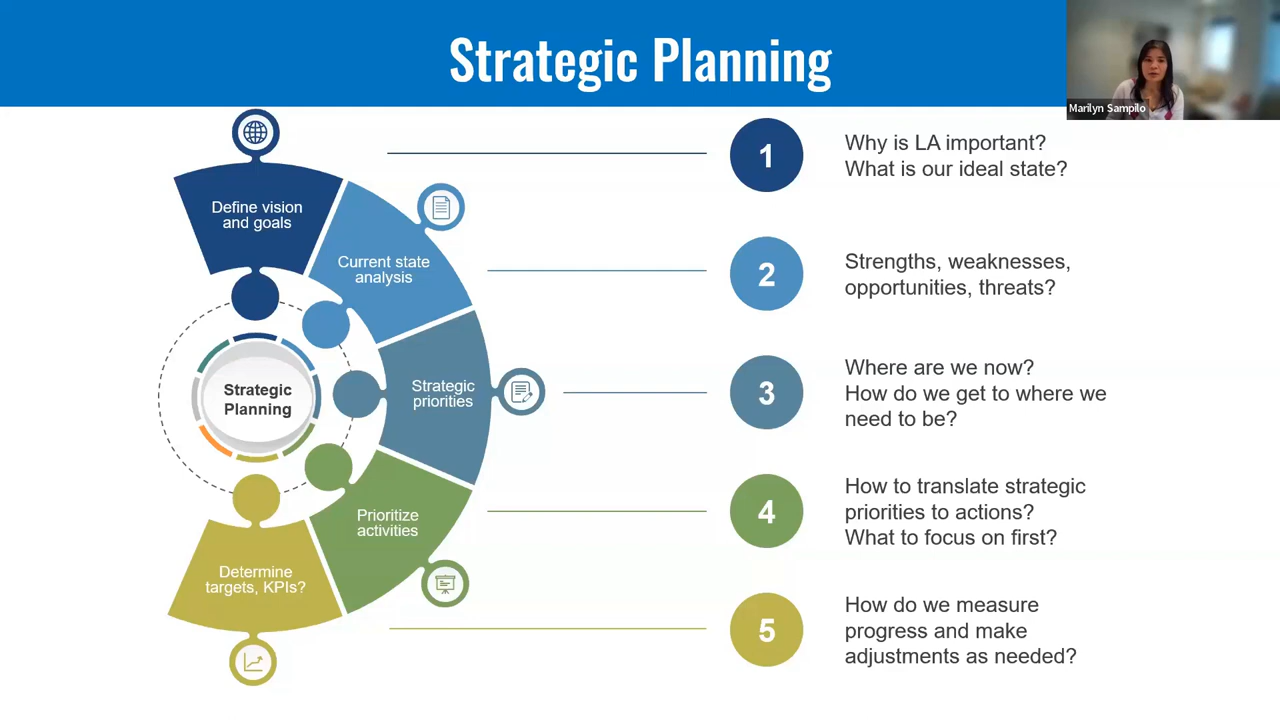 Strategic Planning
Marilyn Sampilo
Define vision
and goals
Current state
analysis
Strategic
priorities
Prioritize
activities
Determine
targets, KPIs?
Strategic
Planning
1
Why is LA important?
What is our ideal state?
2
Strengths, weaknesses,
opportunities, threats?
3
Where are we now?
How do we get to where we
need to be?
4
How to translate strategic
priorities to actions?
What to focus on first?
5
How do we measure
progress and make
adjustments as needed?